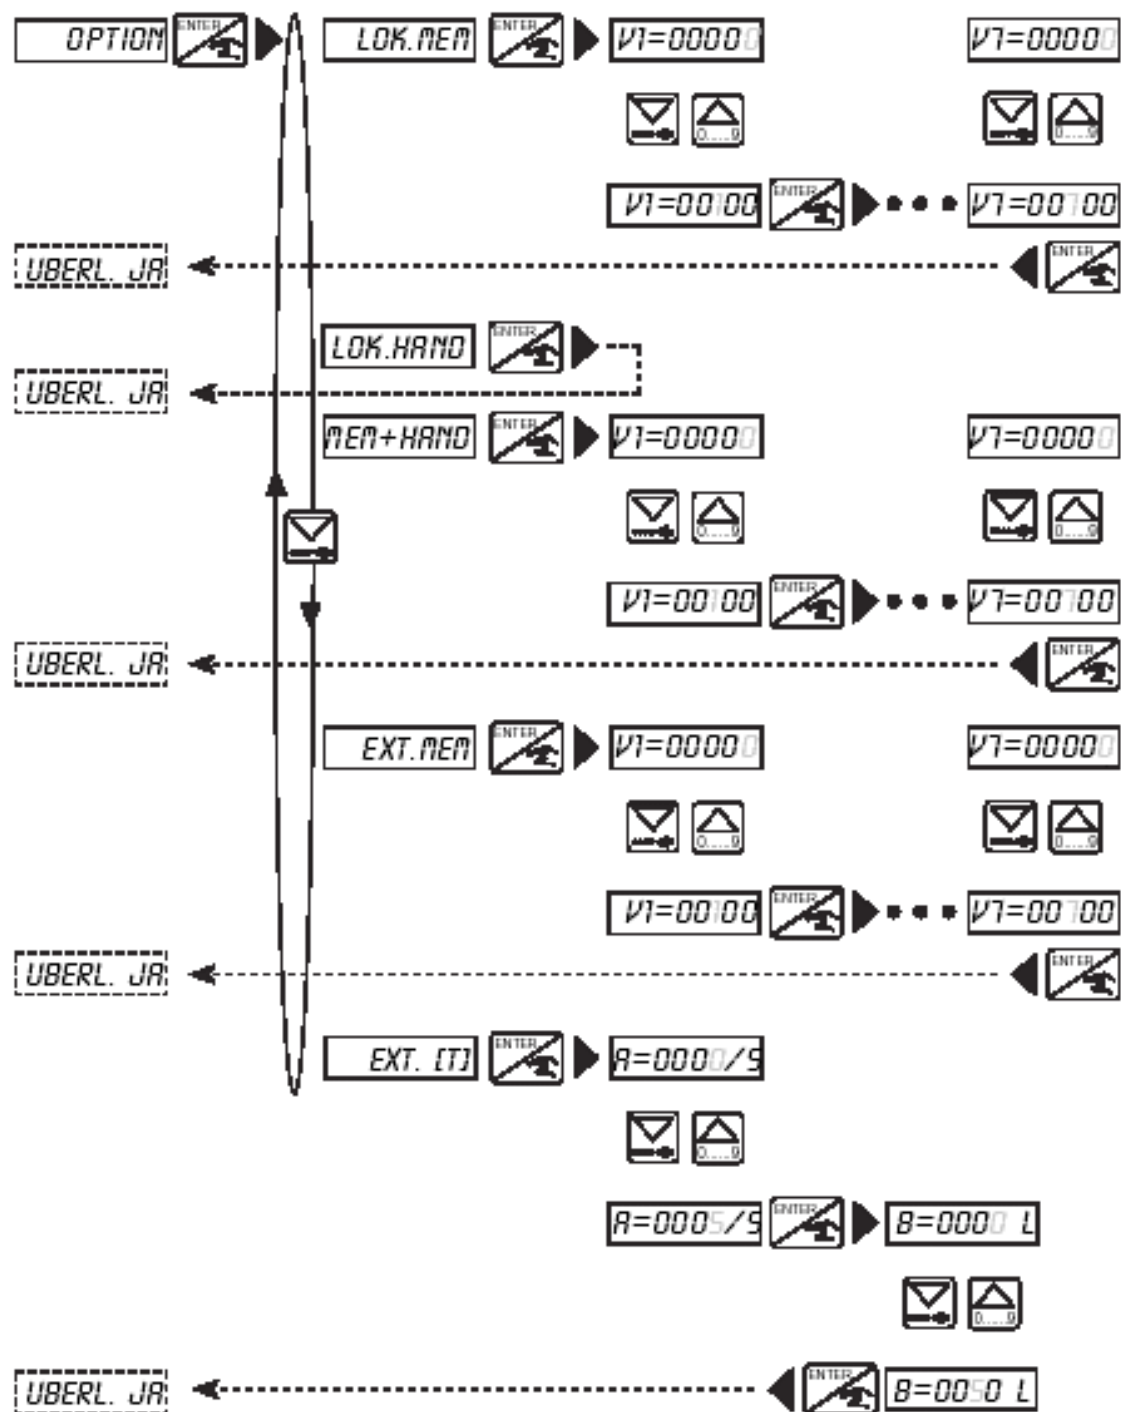 OPTION ENTER LOK.MEM ENTER V1=00000 V7=00000
0.....9 0.....9
V1=00100 ENTER V7=00700
UBERL. JA ENTER
LOK.HAND ENTER
UBERL. JA
MEM+HAND ENTER V1=00000 V7=00000
0.....9 0.....9
V1=00100 ENTER V7=00700
UBERL. JA ENTER
EXT.MEM ENTER V1=00000 V7=00000
0.....9 0.....9
V1=00100 ENTER V7=00700
UBERL. JA ENTER
EXT. [T] ENTER A=0000/S
0.....9
A=0005/S ENTER B=0000 L
0.....9
UBERL. JA ENTER B=0050 L